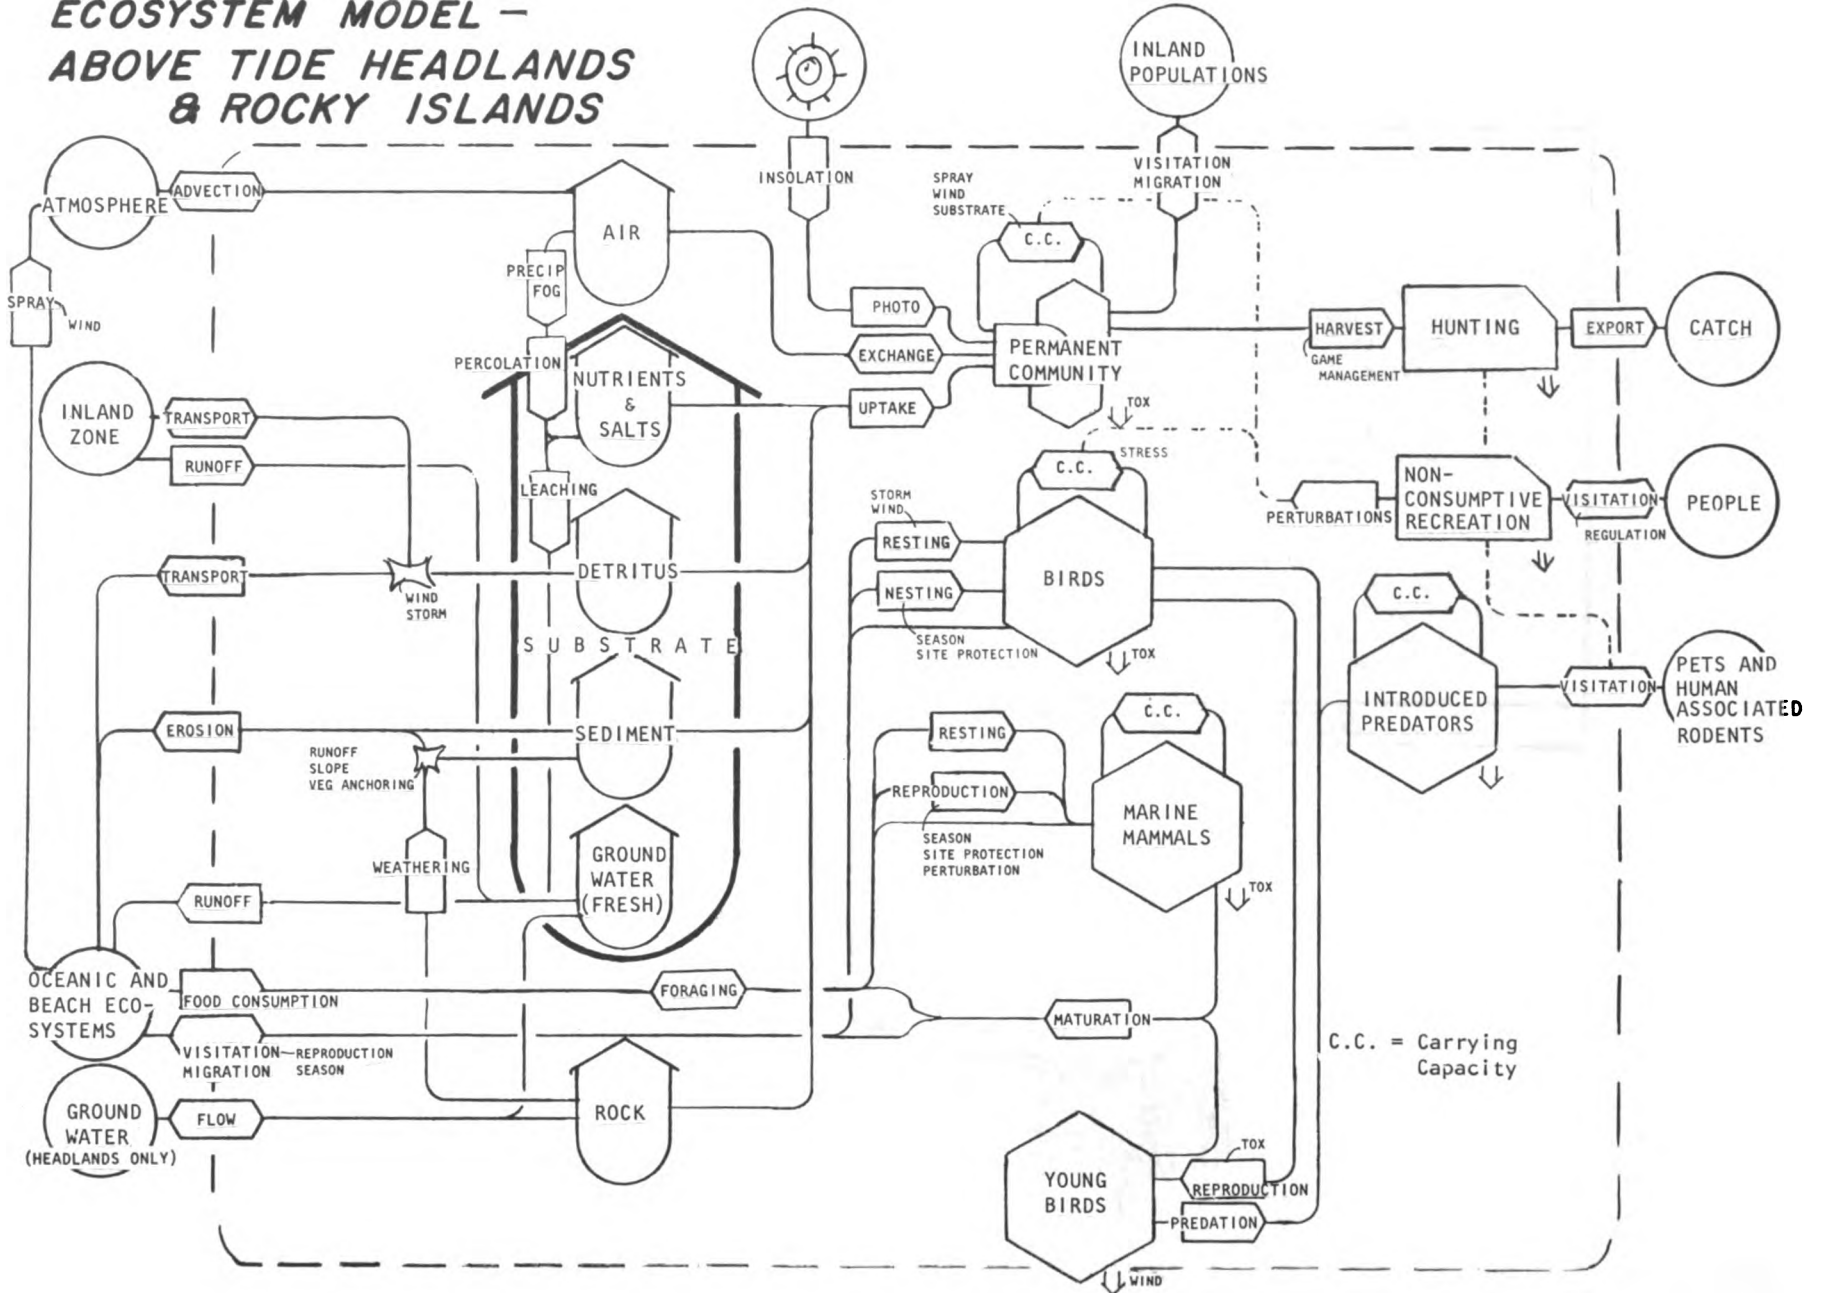 ECOSYSTEM MODEL —
ABOVE TIDE HEADLANDS
& ROCKY ISLANDS
INLAND
POPULATIONS
ATMOSPHERE
ADVECTION
INSOLATION
VISITATION
MIGRATION
SPRAY
WIND
SUBSTRATE
C.C.
AIR
PRECIP
FOG
SPRAY
WIND
PHOTO
EXCHANGE
UPTAKE
PERMANENT
COMMUNITY
TOX
HARVEST
GAME
MANAGEMENT
HUNTING
EXPORT
CATCH
PERCOLATION
NUTRIENTS
&
SALTS
INLAND
ZONE
TRANSPORT
RUNOFF
LEACHING
C.C.
STRESS
STORM
WIND
RESTING
NESTING
SEASON
SITE PROTECTION
BIRDS
TOX
PERTURBATIONS
NON-
CONSUMPTIVE
RECREATION
VISITATION
REGULATION
PEOPLE
TRANSPORT
WIND
STORM
DETRITUS
SUBSTRATE
C.C.
INTRODUCED
PREDATORS
VISITATION
PETS AND
HUMAN
ASSOCIATED
RODENTS
EROSION
RUNOFF
SLOPE
VEG ANCHORING
SEDIMENT
RESTING
REPRODUCTION
SEASON
SITE PROTECTION
PERTURBATION
C.C.
MARINE
MAMMALS
TOX
WEATHERING
GROUND
WATER
(FRESH)
RUNOFF
OCEANIC AND
BEACH ECO-
SYSTEMS
FOOD CONSUMPTION
FORAGING
VISITATION—REPRODUCTION
MIGRATION SEASON
MATURATION
C.C. = Carrying
Capacity
GROUND
WATER
(HEADLANDS ONLY)
FLOW
ROCK
YOUNG
BIRDS
TOX
REPRODUCTION
PREDATION
WIND